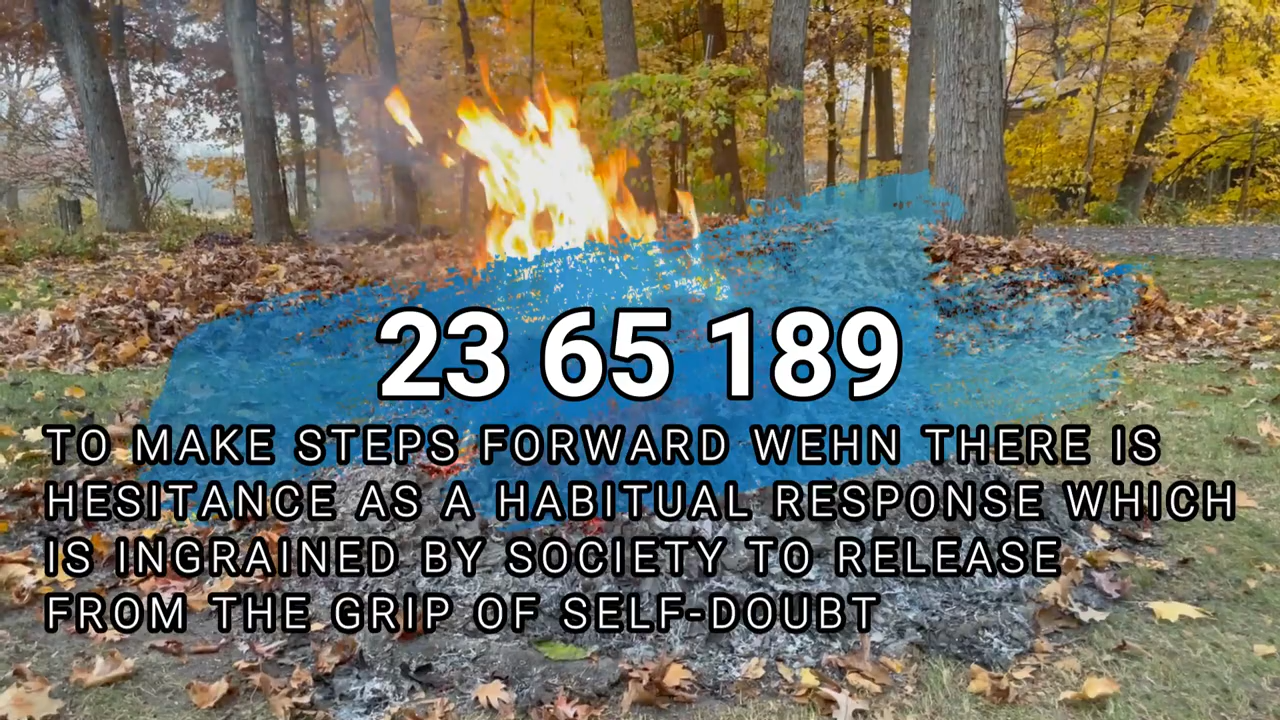 23 65 189
TO MAKE STEPS FORWARD WEHN THERE IS
HESITANCE AS A HABITUAL RESPONSE WHICH
IS INGRAINED BY SOCIETY TO RELEASE
FROM THE GRIP OF SELF-DOUBT